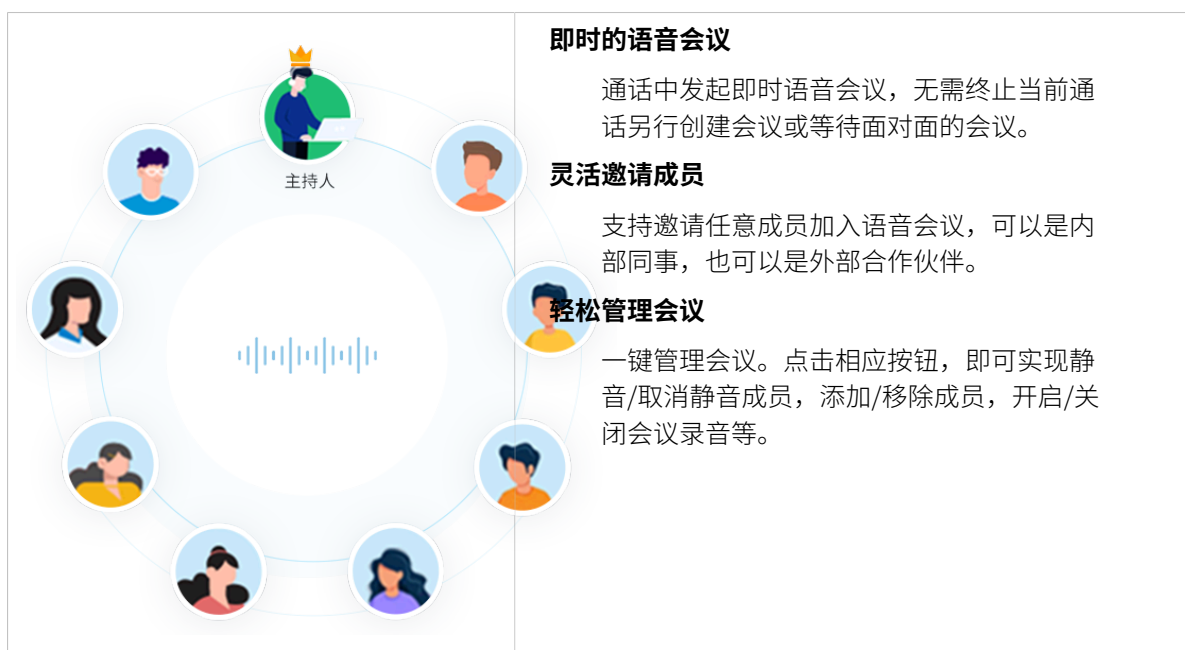 主持人
即时的语音会议
通话中发起即时语音会议，无需终止当前通
话另行创建会议或等待面对面的会议。
灵活邀请成员
支持邀请任意成员加入语音会议，可以是内
部同事，也可以是外部合作伙伴。
轻松管理会议
一键管理会议。点击相应按钮，即可实现静
音/取消静音成员，添加/移除成员，开启/关
闭会议录音等。